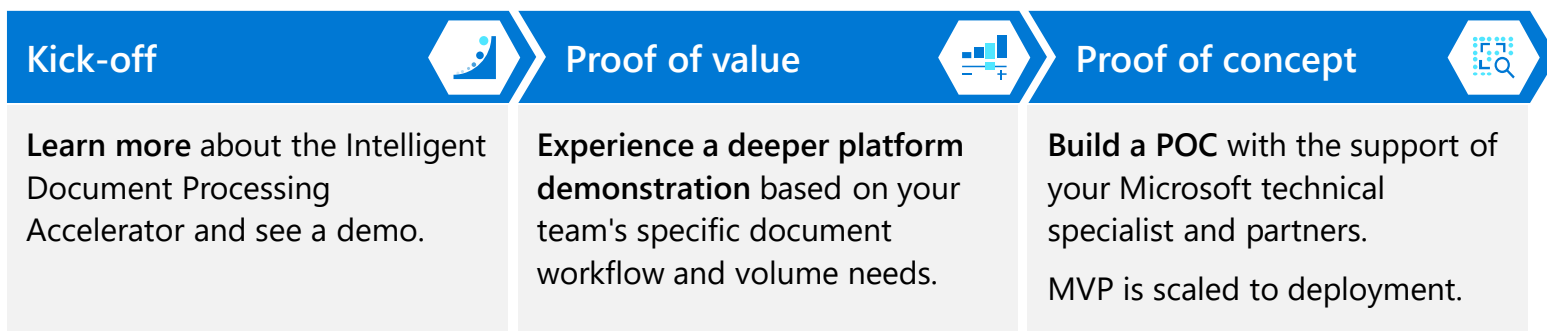 Kick-off
Learn more about the Intelligent
Document Processing
Accelerator and see a demo.
Proof of value
Experience a deeper platform
demonstration based on your
team's specific document
workflow and volume needs.
Proof of concept
Build a POC with the support of
your Microsoft technical
specialist and partners.
MVP is scaled to deployment.